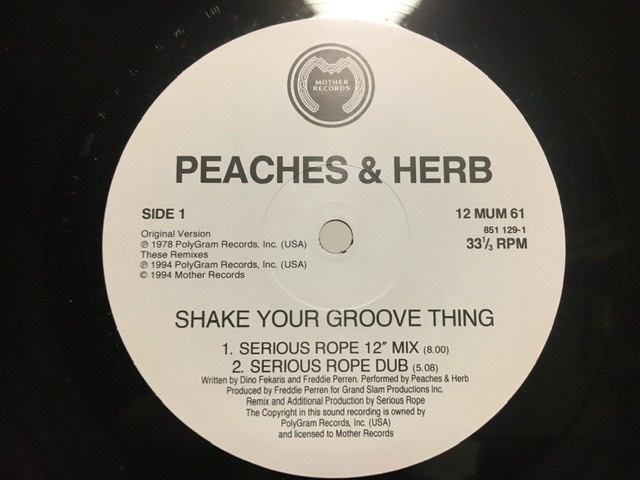 MOTHER
RECORDS
PEACHES & HERB
SIDE 1
12 MUM 61
851 129-1
33⅓ RPM
Original Version
℗ 1978 PolyGram Records, Inc. (USA)
These Remixes
℗ 1994 PolyGram Records, Inc. (USA)
© 1994 Mother Records
SHAKE YOUR GROOVE THING
1. SERIOUS ROPE 12″ MIX (8.00)
2. SERIOUS ROPE DUB (5.08)
Written by Dino Fekaris and Freddie Perren. Performed by Peaches & Herb
Produced by Freddie Perren for Grand Slam Productions Inc.
Remix and Additional Production by Serious Rope
The Copyright in this sound recording is owned by
PolyGram Records, Inc. (USA)
and licensed to Mother Records